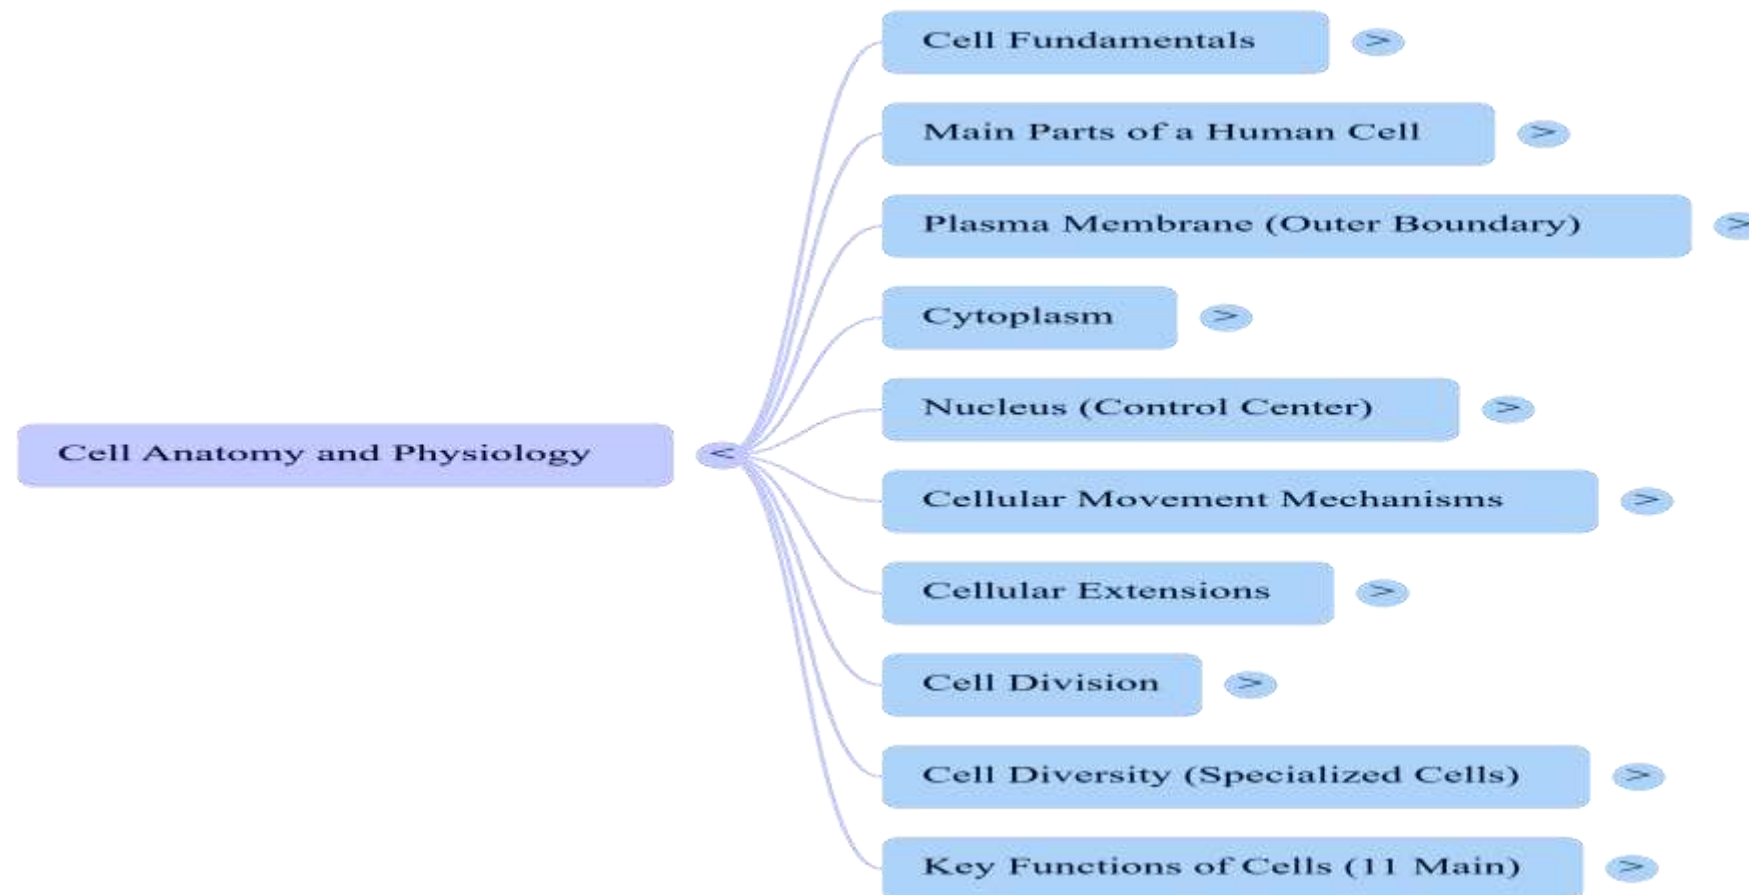 Cell Anatomy and Physiology
<
Cell Fundamentals
>
Main Parts of a Human Cell
>
Plasma Membrane (Outer Boundary)
>
Cytoplasm
>
Nucleus (Control Center)
>
Cellular Movement Mechanisms
>
Cellular Extensions
>
Cell Division
>
Cell Diversity (Specialized Cells)
>
Key Functions of Cells (11 Main)
>